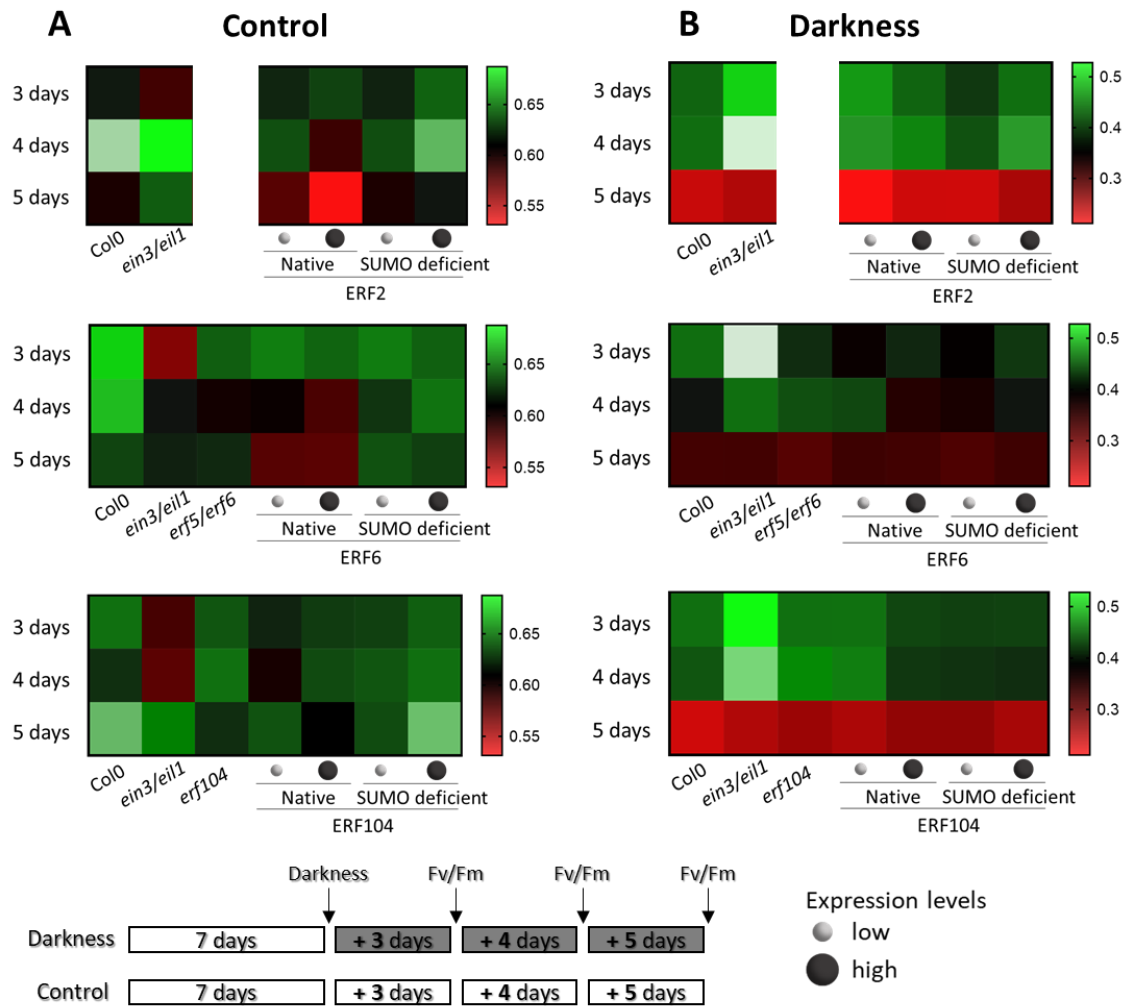 A Control
B Darkness
3 days
4 days
5 days
0.65
0.60
0.55
Col0 ein3/eil1
Native SUMO deficient
ERF2
3 days
4 days
5 days
0.5
0.4
0.3
Col0 ein3/eil1
Native SUMO deficient
ERF2
3 days
4 days
5 days
0.65
0.60
0.55
Col0 ein3/eil1 erf5/erf6
Native SUMO deficient
ERF6
3 days
4 days
5 days
0.5
0.4
0.3
Col0 ein3/eil1 erf5/erf6
Native SUMO deficient
ERF6
3 days
4 days
5 days
0.65
0.60
0.55
Col0 ein3/eil1 erf104
Native SUMO deficient
ERF104
3 days
4 days
5 days
0.5
0.4
0.3
Col0 ein3/eil1 erf104
Native SUMO deficient
ERF104
Darkness Fv/Fm Fv/Fm Fv/Fm
Darkness 7 days + 3 days + 4 days + 5 days
Control 7 days + 3 days + 4 days + 5 days
Expression levels
low
high